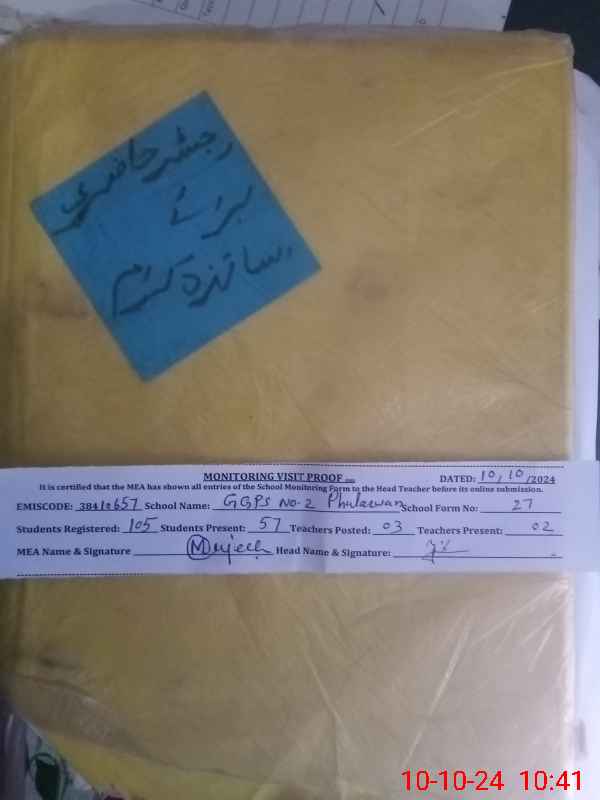 رجسٹر حاضری
برائے
اساتذہ کرام
MONITORING VISIT PROOF
DATED: 10/10/2024
It is certified that the MEA has shown all entries of the School Monitoring Form to the Head Teacher before its online submission.
EMISCODE: 38410657 School Name: GGPS No-2 Phularwan School Form No: 27
Students Registered: 105 Students Present: 57 Teachers Posted: 03 Teachers Present: 02
MEA Name & Signature Mujeeb Head Name & Signature:
10-10-24 10:41